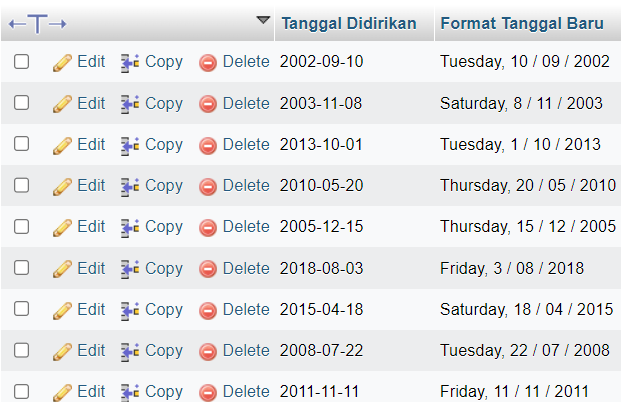 Tanggal Didirikan Format Tanggal Baru
Edit Copy Delete 2002-09-10 Tuesday, 10 / 09 / 2002
Edit Copy Delete 2003-11-08 Saturday, 8 / 11 / 2003
Edit Copy Delete 2013-10-01 Tuesday, 1 / 10 / 2013
Edit Copy Delete 2010-05-20 Thursday, 20 / 05 / 2010
Edit Copy Delete 2005-12-15 Thursday, 15 / 12 / 2005
Edit Copy Delete 2018-08-03 Friday, 3 / 08 / 2018
Edit Copy Delete 2015-04-18 Saturday, 18 / 04 / 2015
Edit Copy Delete 2008-07-22 Tuesday, 22 / 07 / 2008
Edit Copy Delete 2011-11-11 Friday, 11 / 11 / 2011